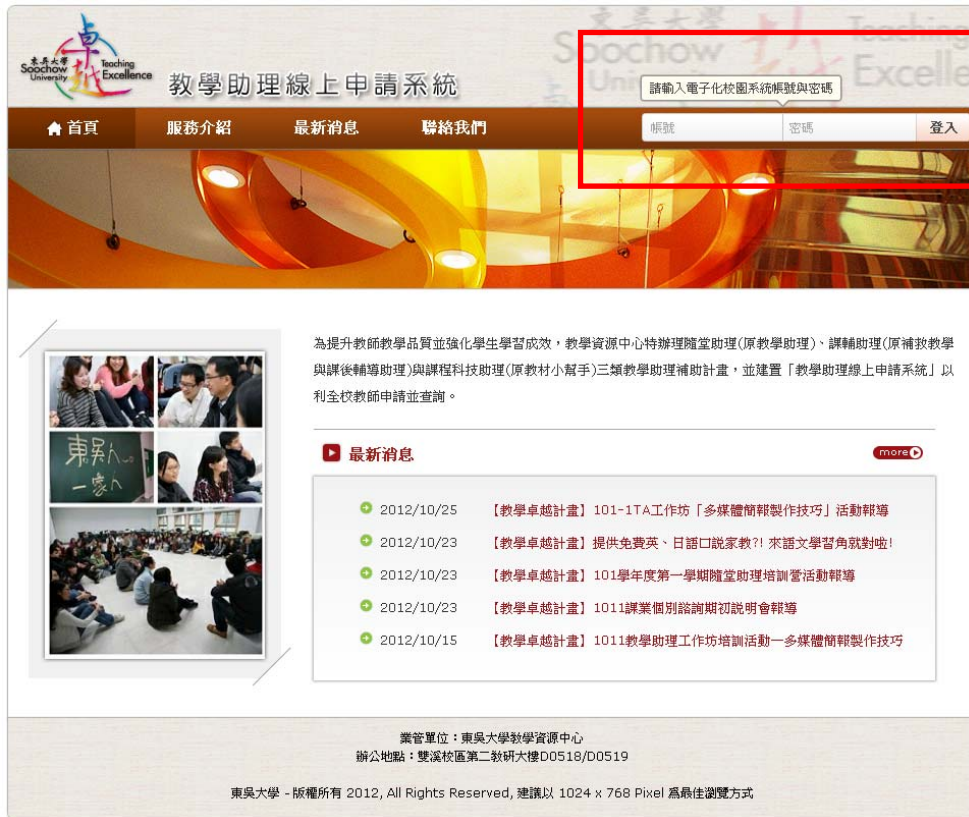 東吳大學
Soochow
University
卓越
Teaching
Excellence
教學助理線上申請系統
東吳大學
Soochow
Teaching
Excelle
請輸入電子化校園系統帳號與密碼
首頁
服務介紹
最新消息
聯絡我們
帳號
密碼
登入
為提升教師教學品質並強化學生學習成效,教學資源中心特辦理隨堂助理(原教學助理)、課輔助理(原補救教學
與課後輔導助理)與課程科技助理(原教材小幫手)三類教學助理補助計畫,並建置「教學助理線上申請系統」以
利全校教師申請並查詢。
最新消息
more
2012/10/25 【教學卓越計畫】101-1TA工作坊「多媒體簡報製作技巧」活動報導
2012/10/23 【教學卓越計畫】提供免費英、日語口說家教?! 來語文學習角就對啦!
2012/10/23 【教學卓越計畫】101學年度第一學期隨堂助理培訓營活動報導
2012/10/23 【教學卓越計畫】1011課業個別諮詢期初說明會報導
2012/10/15 【教學卓越計畫】1011教學助理工作坊培訓活動—多媒體簡報製作技巧
東吳人
一家人
業管單位:東吳大學教學資源中心
辦公地點:雙溪校區第二教研大樓D0518/D0519
東吳大學 - 版權所有 2012, All Rights Reserved, 建議以 1024 x 768 Pixel 為最佳瀏覽方式